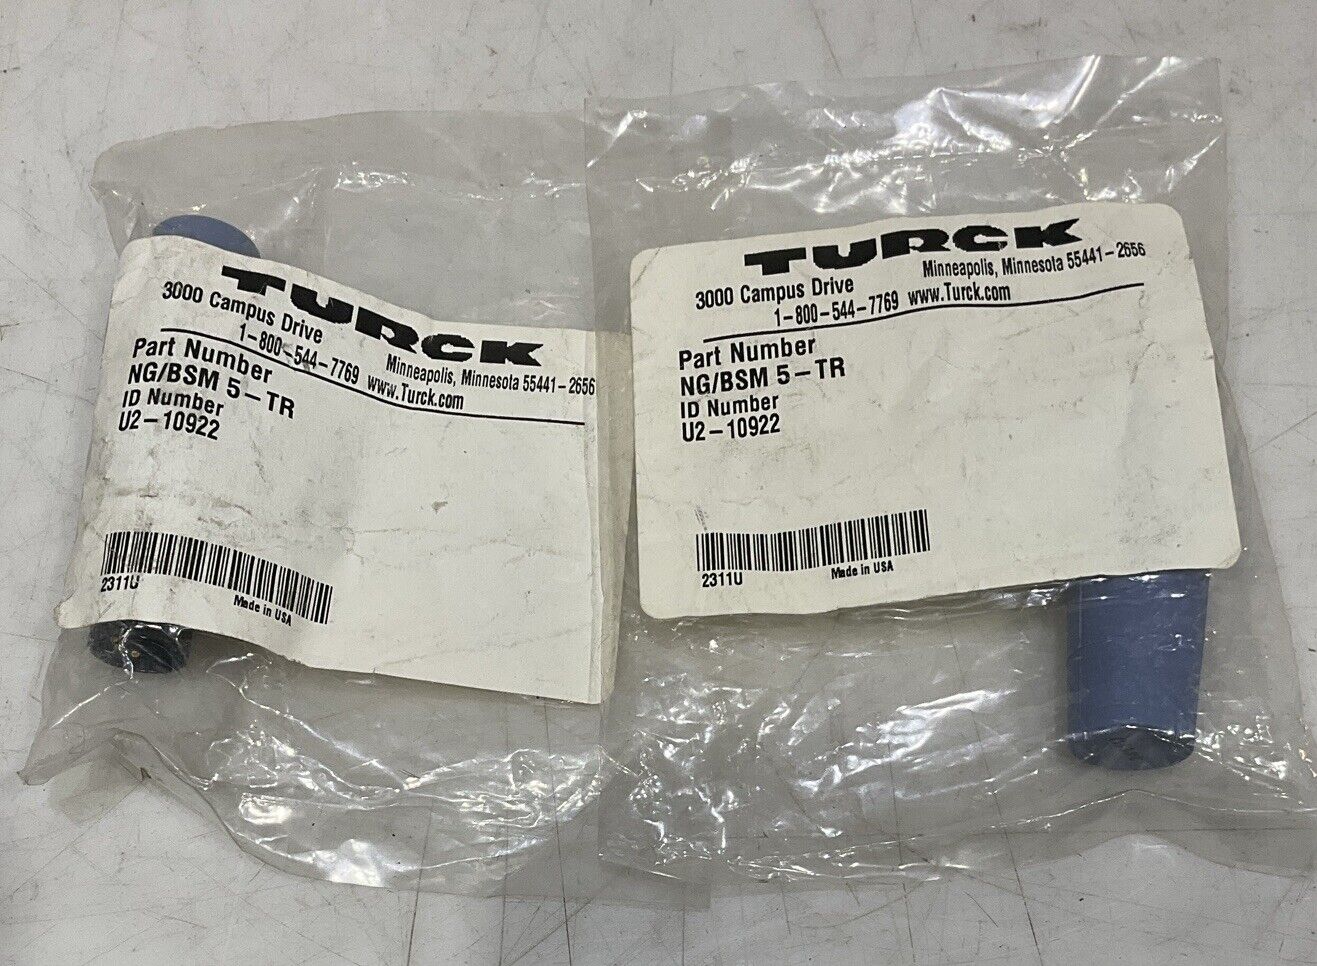 TURCK
3000 Campus Drive
Minneapolis, Minnesota 55441-2656
1-800-544-7769 www.Turck.com
Part Number
NG/BSM 5-TR
ID Number
U2-10922
2311U
Made in USA
TURCK
3000 Campus Drive
Minneapolis, Minnesota 55441-2656
1-800-544-7769 www.Turck.com
Part Number
NG/BSM 5-TR
ID Number
U2-10922
2311U
Made in USA